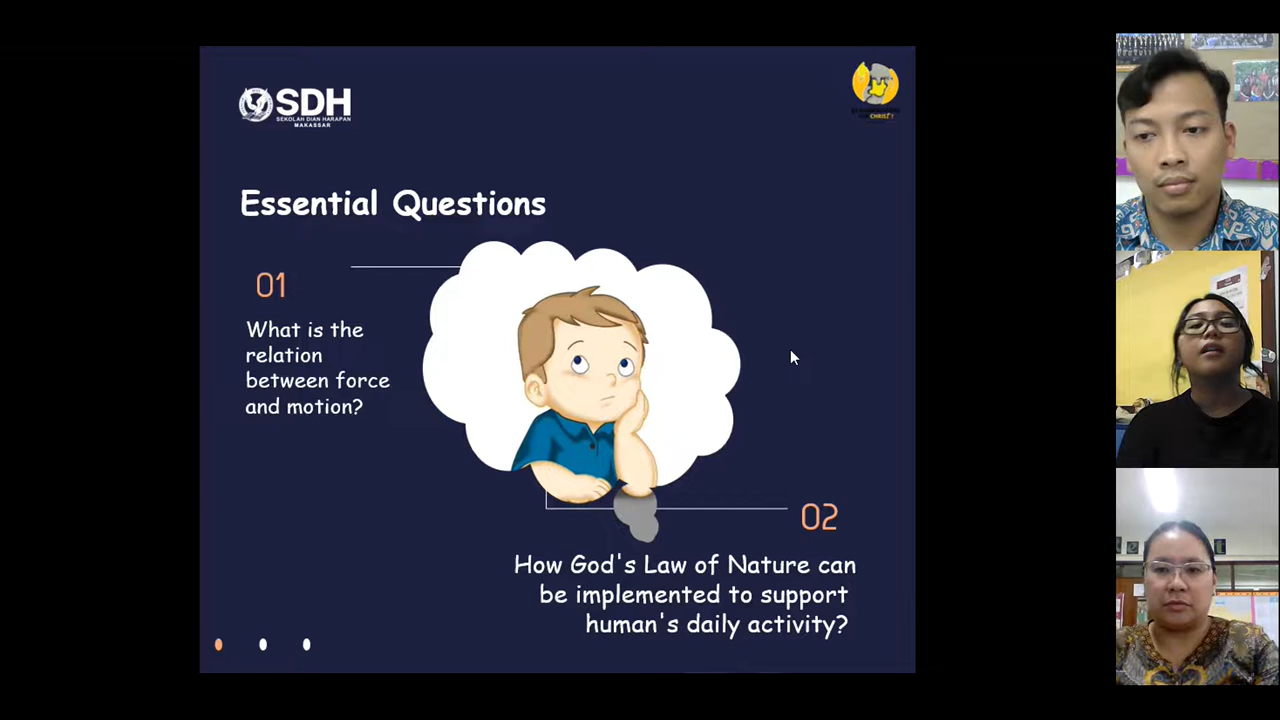 SDH
SEKOLAH DIAN HARAPAN
MAKASSAR
CHRIST
Essential Questions
01
What is the
relation
between force
and motion?
02
How God's Law of Nature can
be implemented to support
human's daily activity?